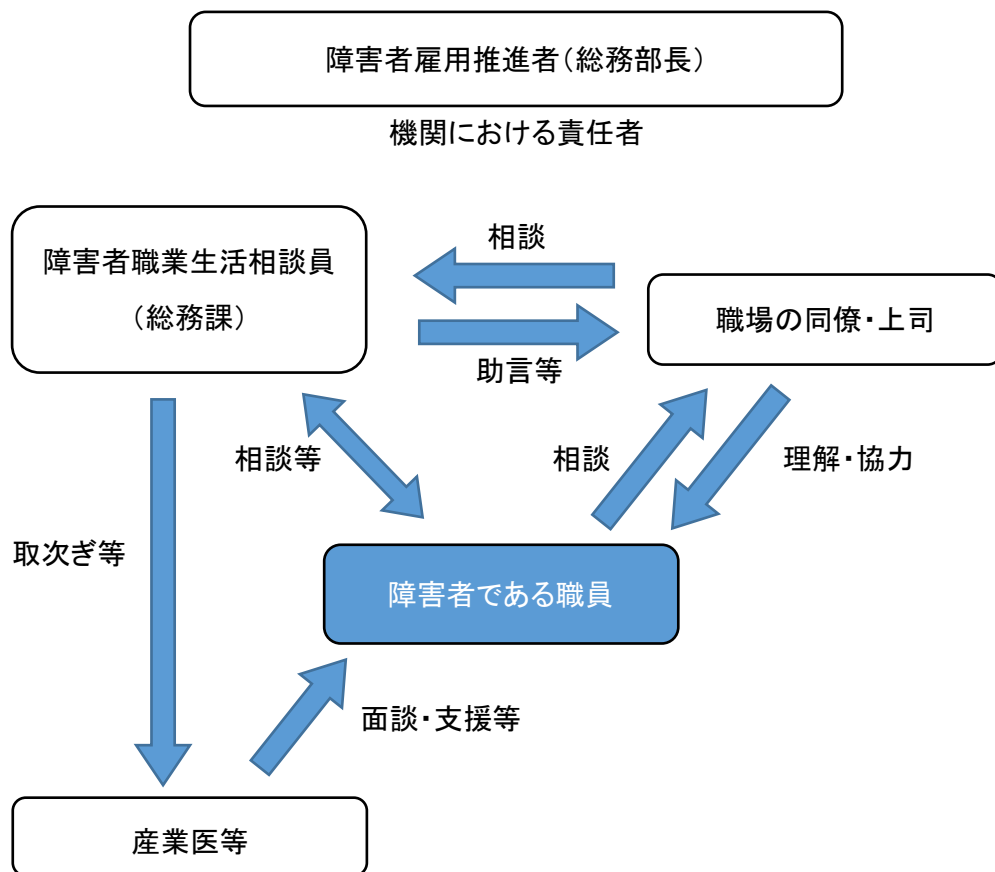 障害者雇用推進者（総務部長）
機関における責任者
障害者職業生活相談員
（総務課）
相談
助言等
職場の同僚・上司
相談等
相談
理解・協力
取次ぎ等
障害者である職員
面談・支援等
産業医等